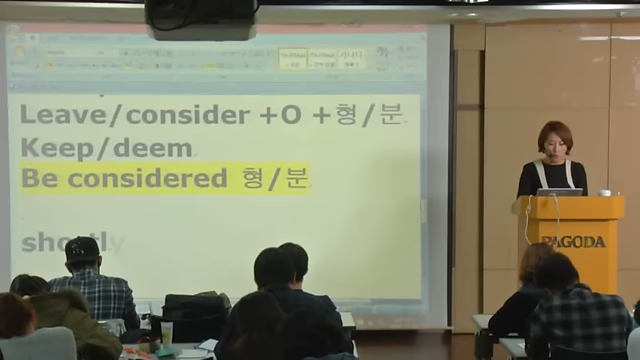 Leave/consider +O +형/분.
Keep/deem
Be considered 형/분.
shortly
PAGODA